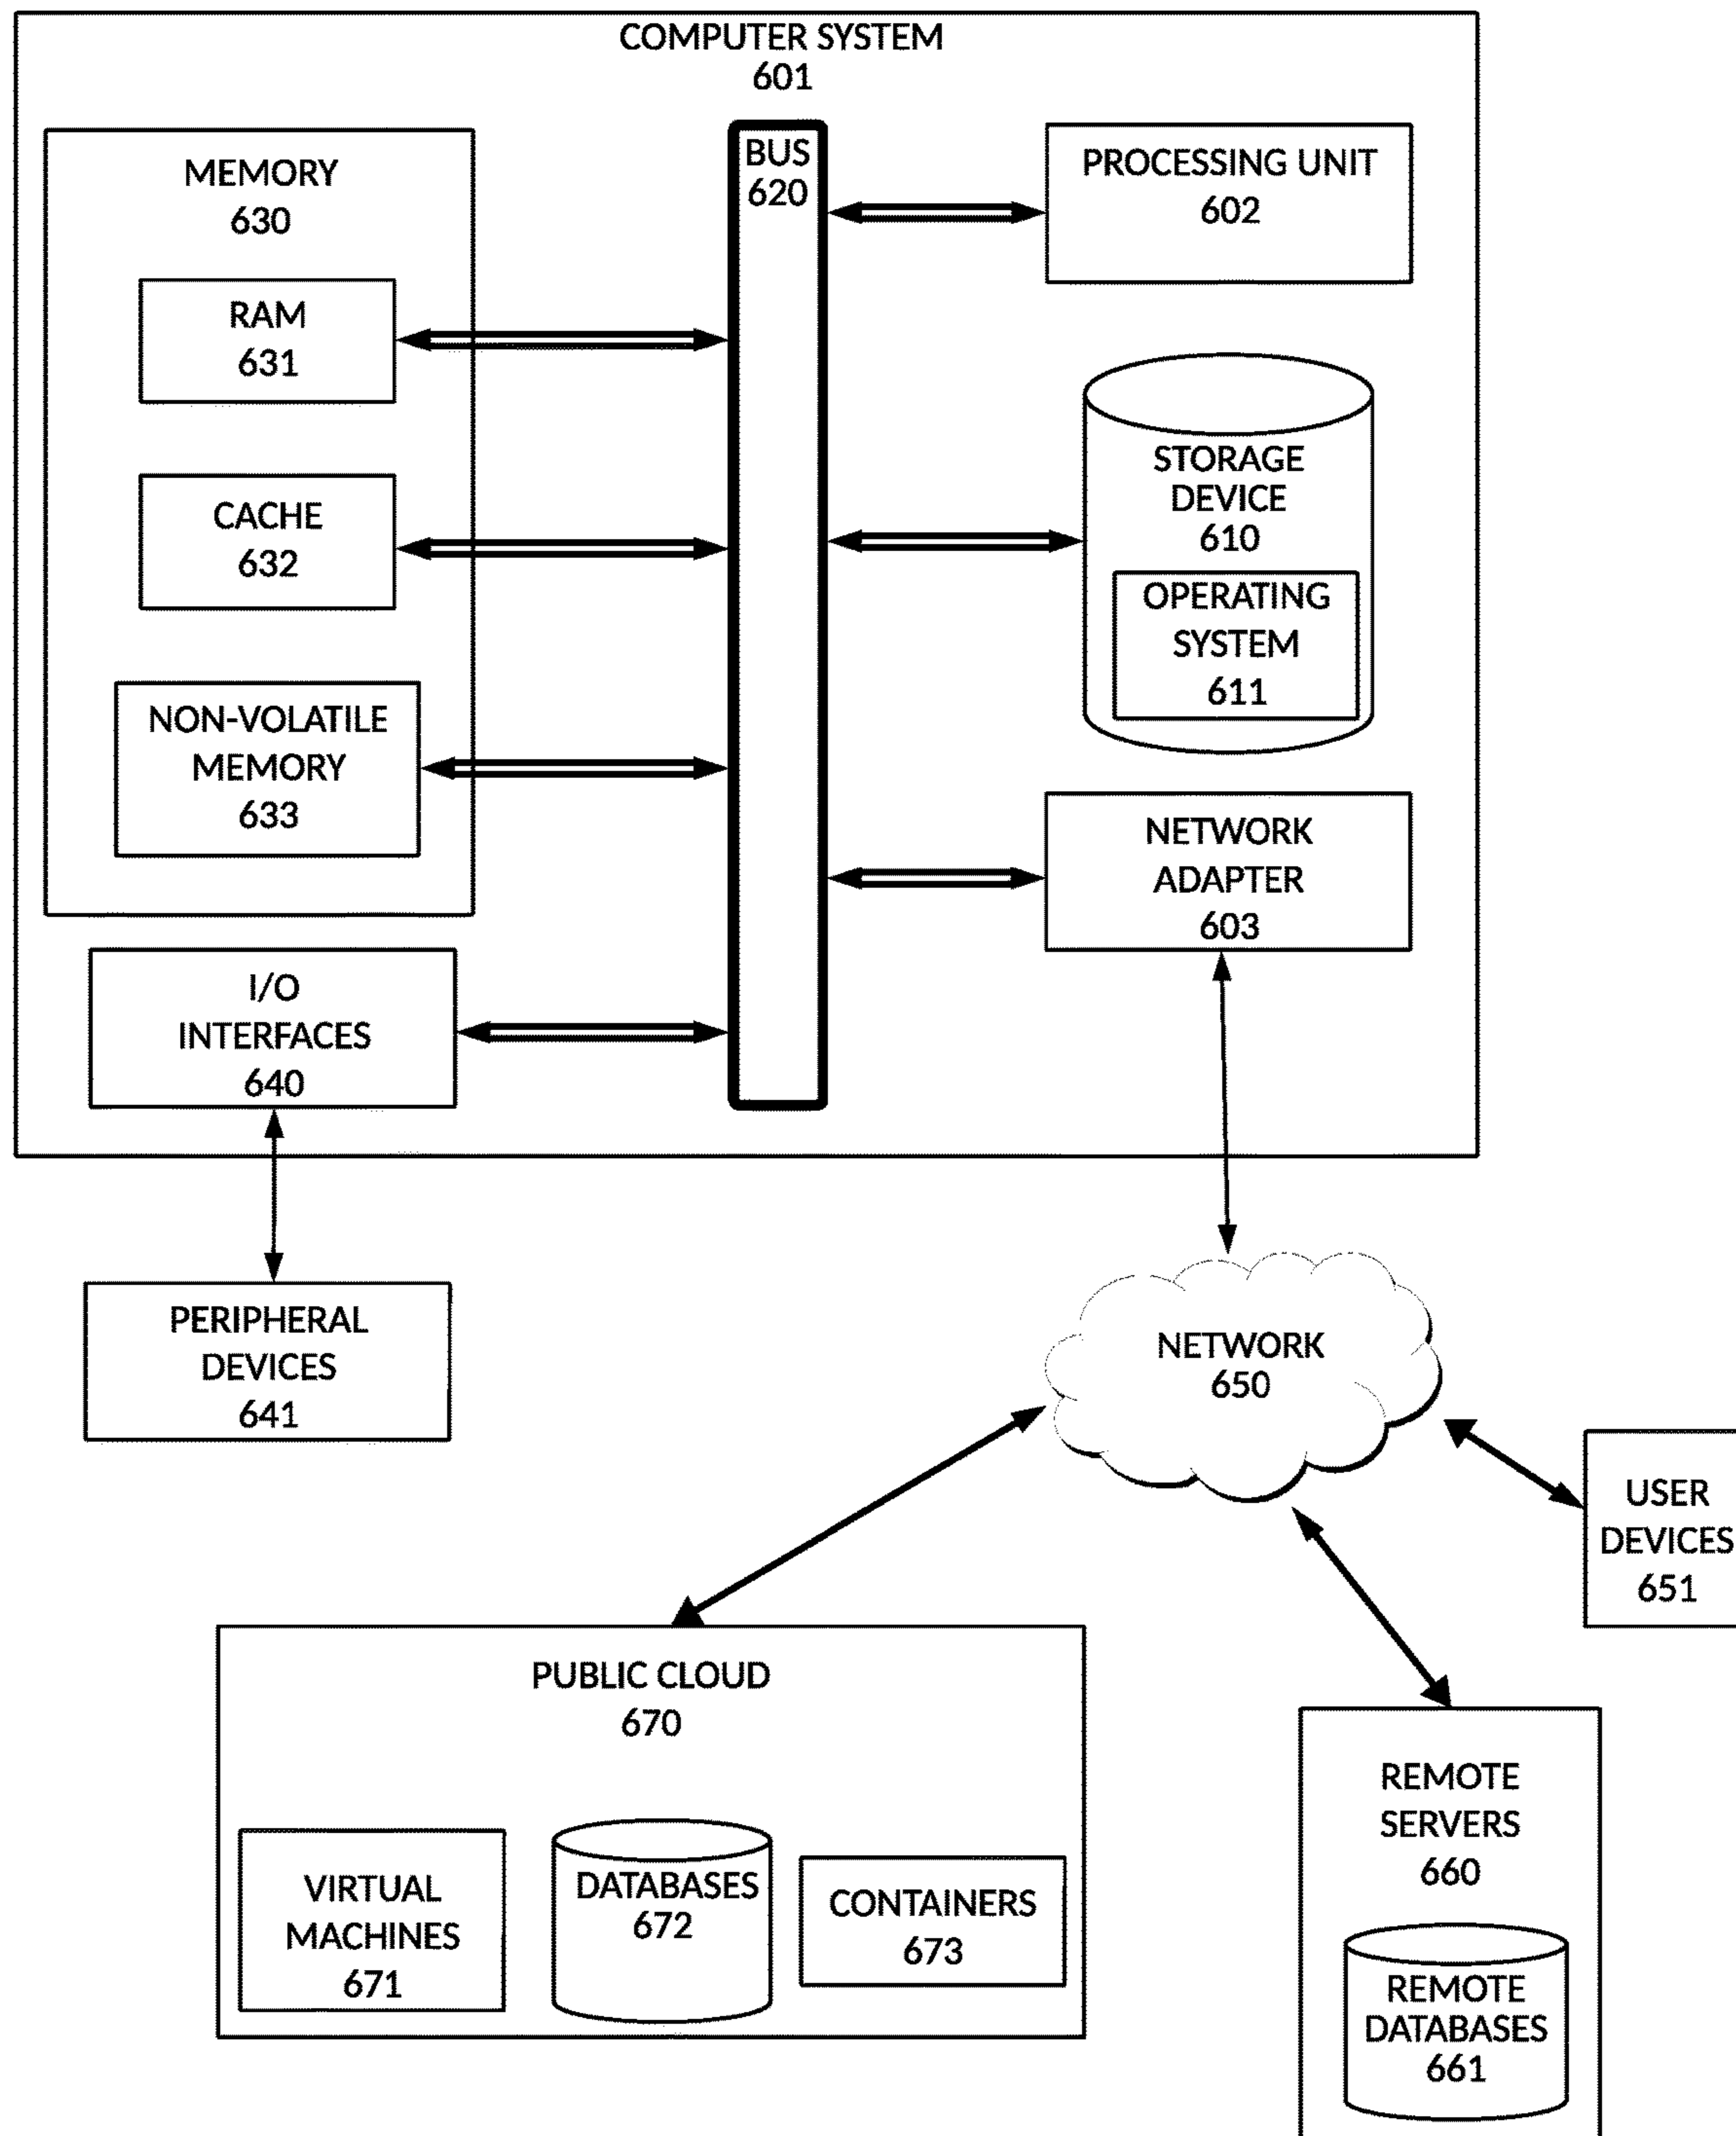 COMPUTER SYSTEM
601
MEMORY
630
RAM
631
CACHE
632
NON-VOLATILE
MEMORY
633
I/O
INTERFACES
640
BUS
620
PROCESSING UNIT
602
STORAGE
DEVICE
610
OPERATING
SYSTEM
611
NETWORK
ADAPTER
603
PERIPHERAL
DEVICES
641
NETWORK
650
USER
DEVICES
651
PUBLIC CLOUD
670
VIRTUAL
MACHINES
671
DATABASES
672
CONTAINERS
673
REMOTE
SERVERS
660
REMOTE
DATABASES
661